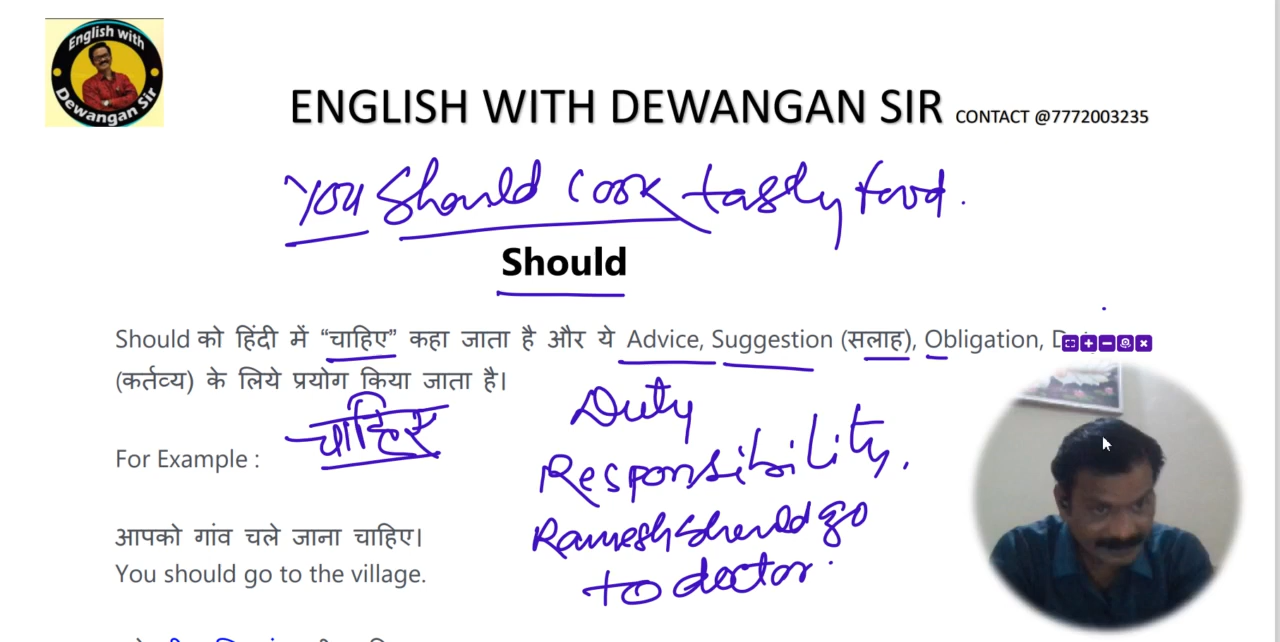 English with
Dewangan Sir
ENGLISH WITH DEWANGAN SIR CONTACT @7772003235
You should cook tasty food.
Should
Should को हिंदी में “चाहिए” कहा जाता है और ये Advice, Suggestion (सलाह), Obligation,
(कर्तव्य) के लिये प्रयोग किया जाता है।
चाहिए
Duty
Responsibility.
For Example :
Ramesh should go
to doctor.
आपको गांव चले जाना चाहिए।
You should go to the village.